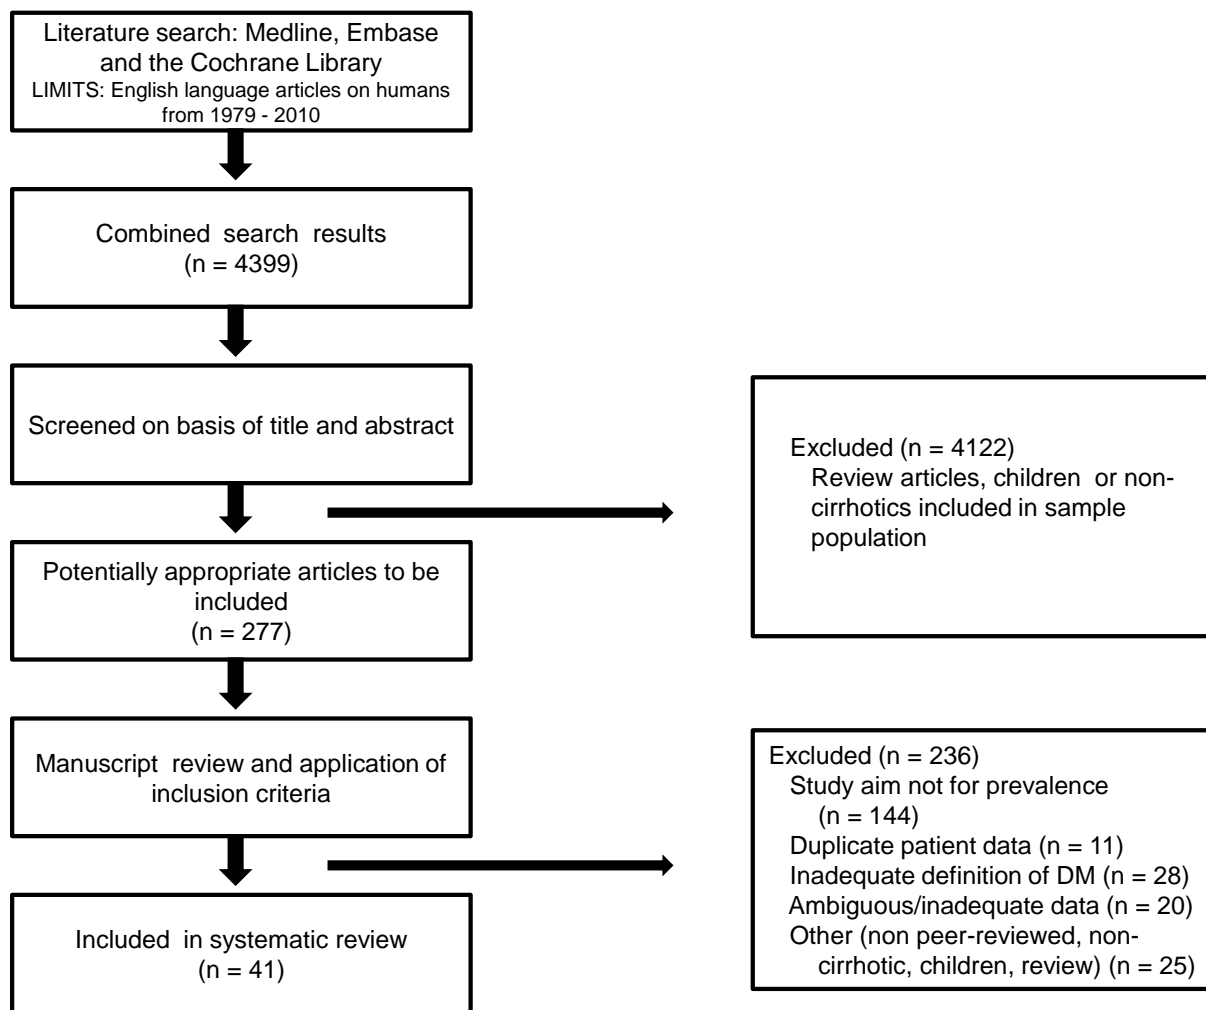 Literature search: Medline, Embase
and the Cochrane Library
LIMITS: English language articles on humans
from 1979 - 2010
Combined search results
(n = 4399)
Screened on basis of title and abstract
Excluded (n = 4122)
Review articles, children or non-
cirrhotics included in sample
population
Potentially appropriate articles to be
included
(n = 277)
Manuscript review and application of
inclusion criteria
Excluded (n = 236)
Study aim not for prevalence
(n = 144)
Duplicate patient data (n = 11)
Inadequate definition of DM (n = 28)
Ambiguous/inadequate data (n = 20)
Other (non peer-reviewed, non-
cirrhotic, children, review) (n = 25)
Included in systematic review
(n = 41)